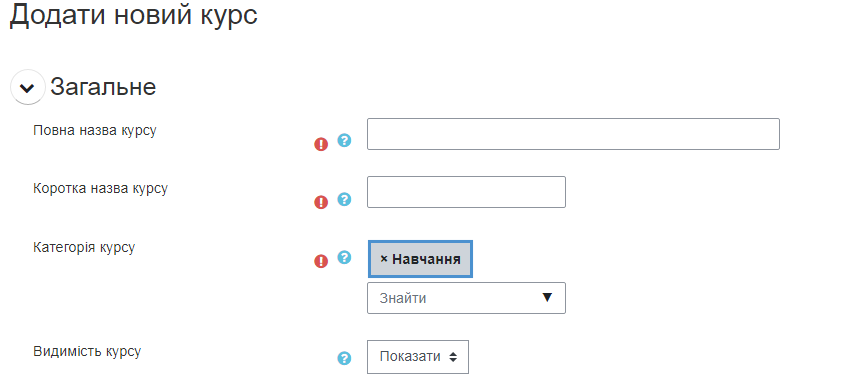 Додати новий курс
Загальне
Повна назва курсу
Коротка назва курсу
Категорія курсу
× Навчання
Знайти
Видимість курсу
Показати